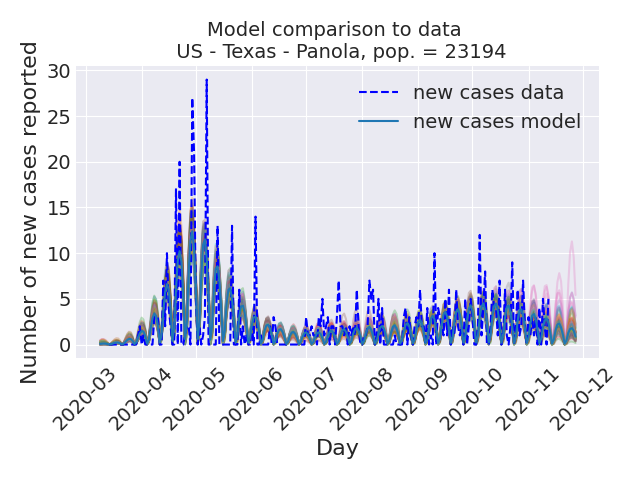 Model comparison to data
US - Texas - Panola, pop. = 23194
Number of new cases reported
30
25
20
15
10
5
0
new cases data
new cases model
2020-03
2020-04
2020-05
2020-06
2020-07
2020-08
2020-09
2020-10
2020-11
2020-12
Day